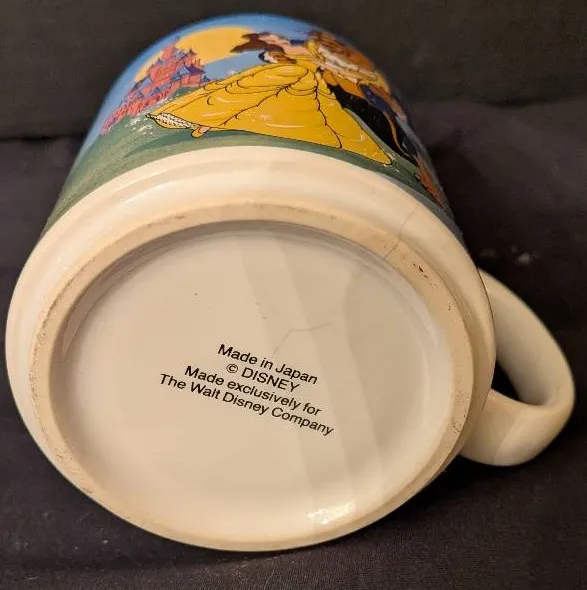 Made in Japan
© DISNEY
Made exclusively for
The Walt Disney Company